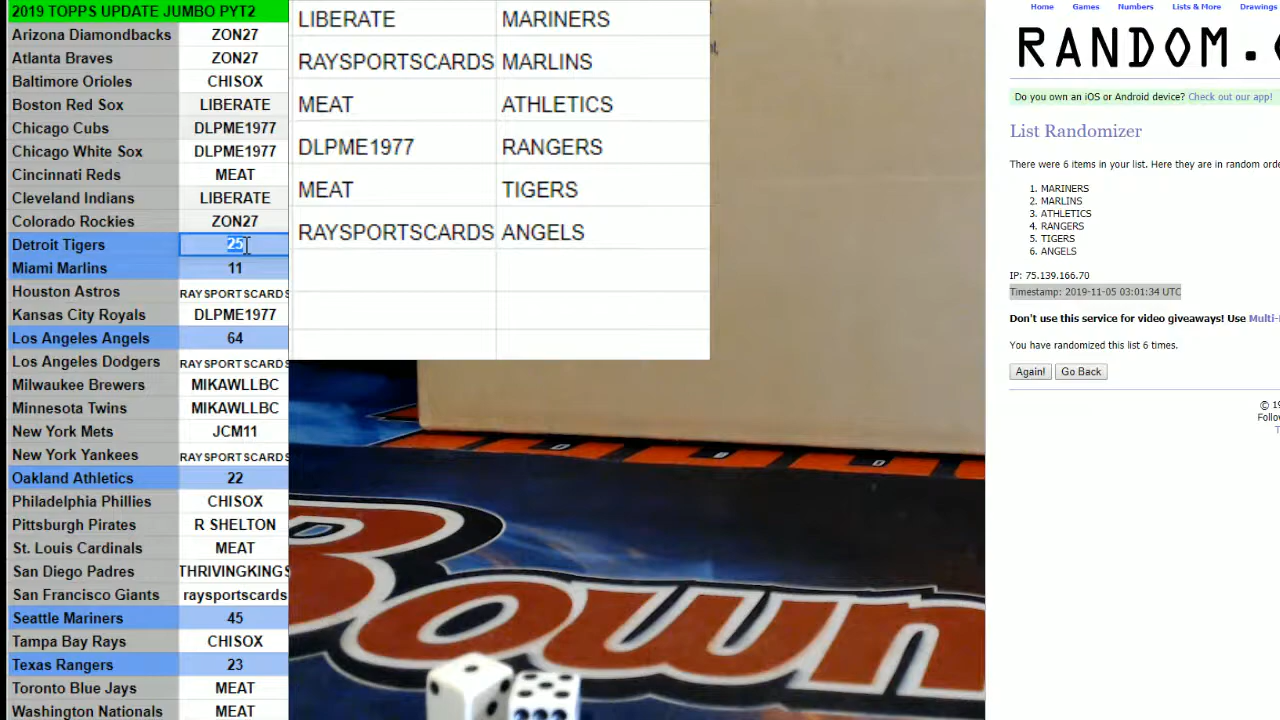 2019 TOPPS UPDATE JUMBO PYT2
Arizona Diamondbacks ZON27
Atlanta Braves ZON27
Baltimore Orioles CHISOX
Boston Red Sox LIBERATE
Chicago Cubs DLPME1977
Chicago White Sox DLPME1977
Cincinnati Reds MEAT
Cleveland Indians LIBERATE
Colorado Rockies ZON27
Detroit Tigers 25
Miami Marlins 11
Houston Astros RAYSPORTSCARDS
Kansas City Royals DLPME1977
Los Angeles Angels 64
Los Angeles Dodgers RAYSPORTSCARDS
Milwaukee Brewers MIKAWLLBC
Minnesota Twins MIKAWLLBC
New York Mets JCM11
New York Yankees RAYSPORTSCARDS
Oakland Athletics 22
Philadelphia Phillies CHISOX
Pittsburgh Pirates R SHELTON
St. Louis Cardinals MEAT
San Diego Padres THRIVINGKINGS
San Francisco Giants raysportscards
Seattle Mariners 45
Tampa Bay Rays CHISOX
Texas Rangers 23
Toronto Blue Jays MEAT
Washington Nationals MEAT
LIBERATE MARINERS
RAYSPORTSCARDS MARLINS
MEAT ATHLETICS
DLPME1977 RANGERS
MEAT TIGERS
RAYSPORTSCARDS ANGELS
Bown
Home Games Numbers Lists & More Drawings
RANDOM.
Do you own an iOS or Android device? Check out our app!
List Randomizer
There were 6 items in your list. Here they are in random orde
1. MARINERS
2. MARLINS
3. ATHLETICS
4. RANGERS
5. TIGERS
6. ANGELS
IP: 75.139.166.70
Timestamp: 2019-11-05 03:01:34 UTC
Don't use this service for video giveaways! Use Multi-
You have randomized this list 6 times.
Again! Go Back
© 19
Follow
T